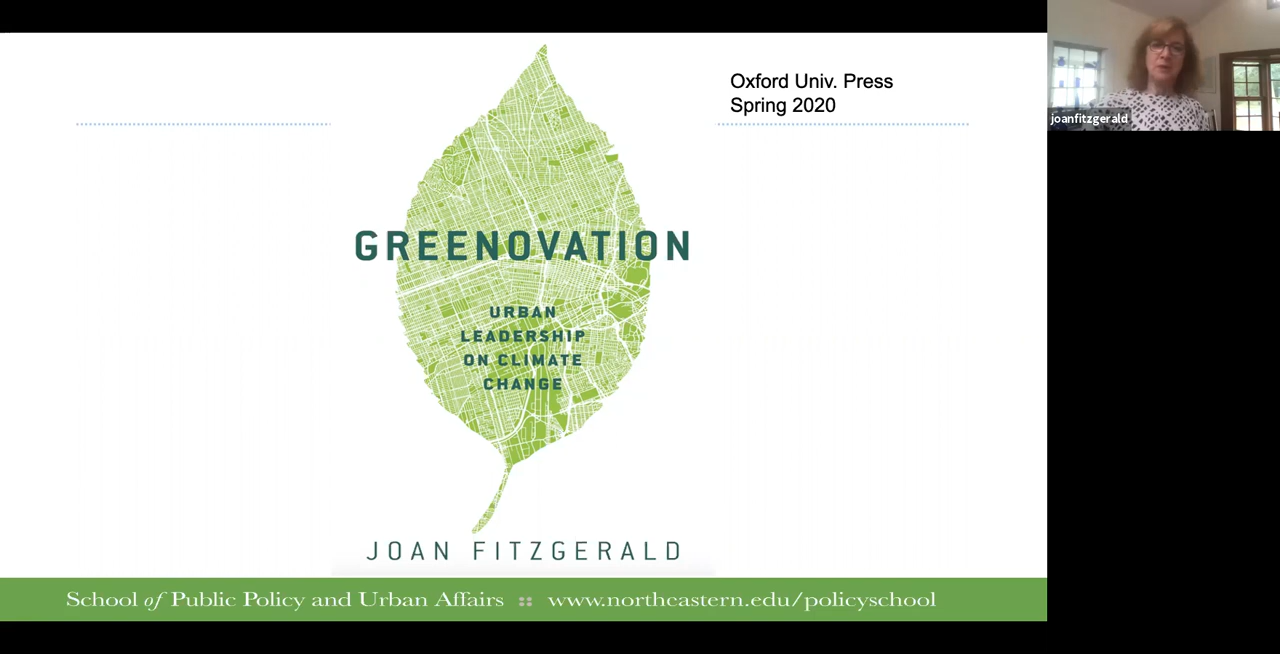 Oxford Univ. Press
Spring 2020
joanfitzgerald
GREENOVATION
URBAN
LEADERSHIP
ON CLIMATE
CHANGE
JOAN FITZGERALD
School of Public Policy and Urban Affairs :: www.northeastern.edu/policyschool